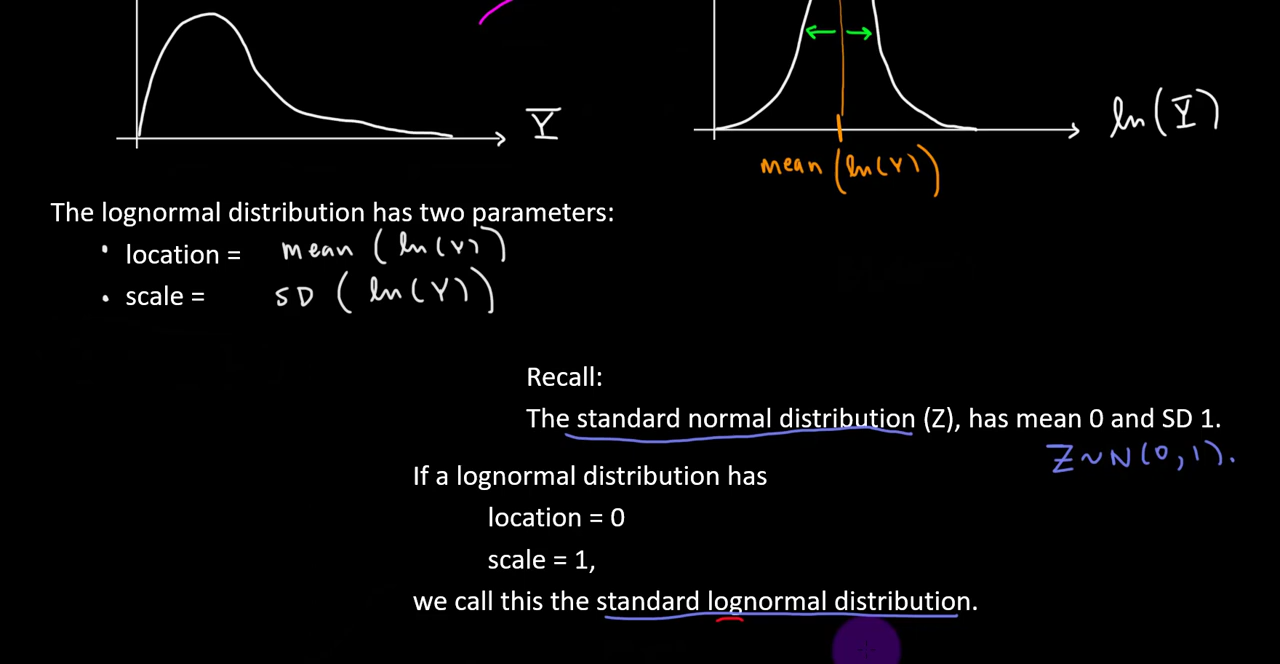 Y
ln(Y)
mean (ln(Y))
The lognormal distribution has two parameters:
• location = mean (ln(Y))
• scale = SD (ln(Y))
Recall:
The standard normal distribution (Z), has mean 0 and SD 1.
Z~N(0,1).
If a lognormal distribution has
location = 0
scale = 1,
we call this the standard lognormal distribution.